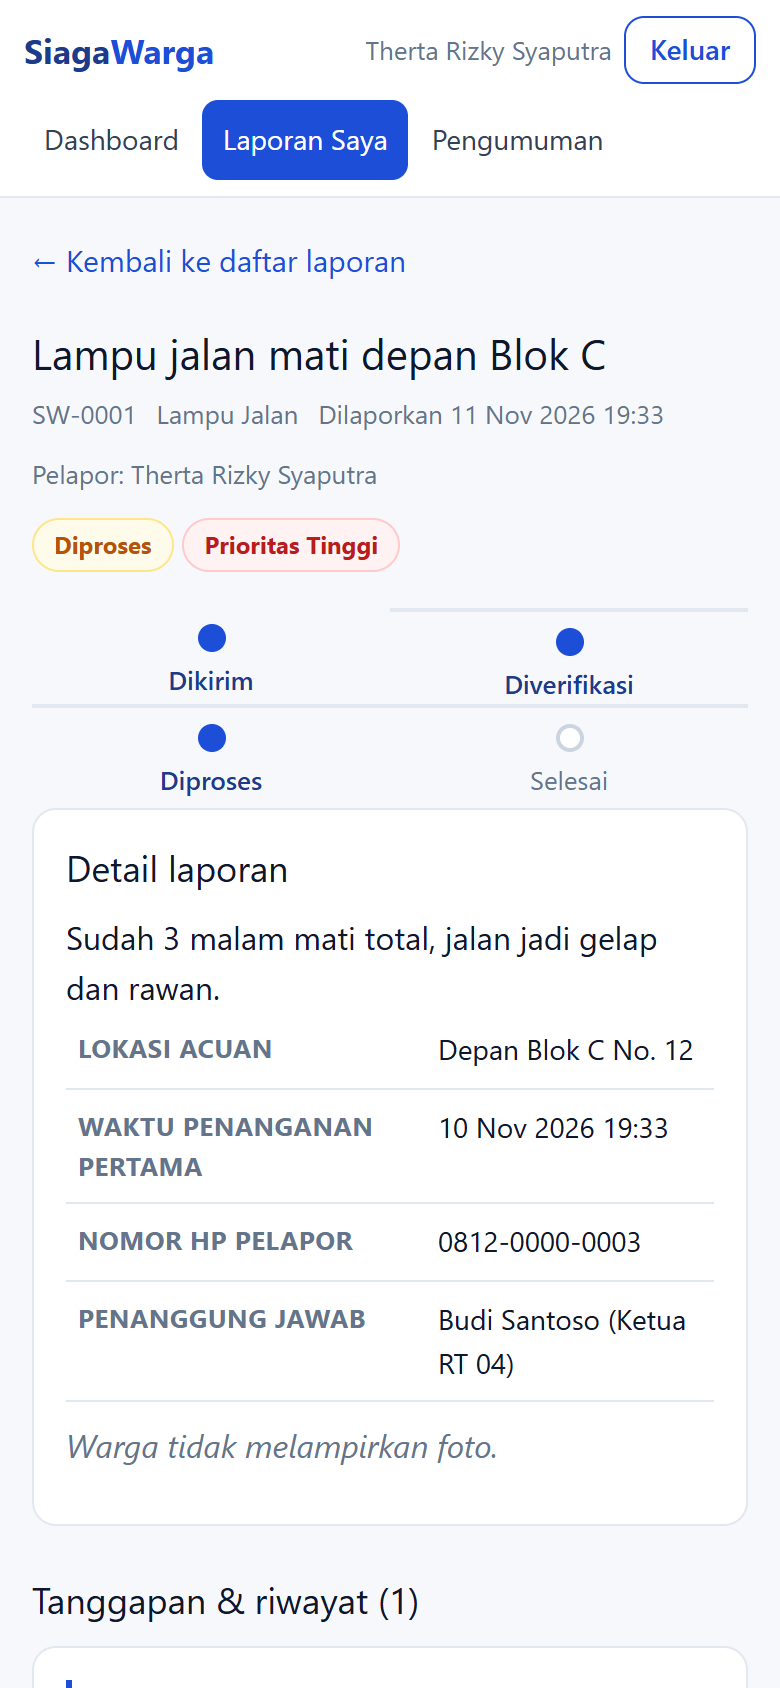 SiagaWarga
Therta Rizky Syaputra
Keluar
Dashboard
Laporan Saya
Pengumuman
← Kembali ke daftar laporan
Lampu jalan mati depan Blok C
SW-0001 Lampu Jalan Dilaporkan 11 Nov 2026 19:33
Pelapor: Therta Rizky Syaputra
Diproses
Prioritas Tinggi
Dikirim
Diverifikasi
Diproses
Selesai
Detail laporan
Sudah 3 malam mati total, jalan jadi gelap
dan rawan.
LOKASI ACUAN
Depan Blok C No. 12
WAKTU PENANGANAN
PERTAMA
10 Nov 2026 19:33
NOMOR HP PELAPOR
0812-0000-0003
PENANGGUNG JAWAB
Budi Santoso (Ketua
RT 04)
Warga tidak melampirkan foto.
Tanggapan & riwayat (1)